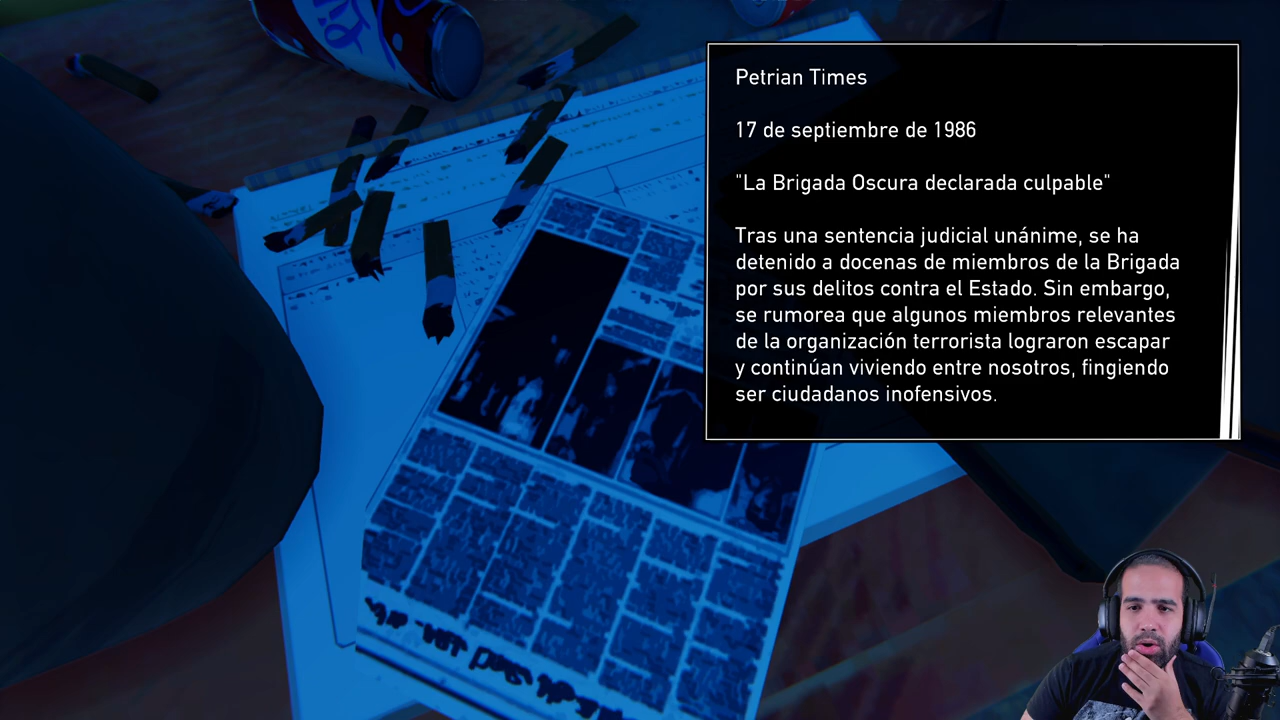 Petrian Times
17 de septiembre de 1986
"La Brigada Oscura declarada culpable"
Tras una sentencia judicial unánime, se ha
detenido a docenas de miembros de la Brigada
por sus delitos contra el Estado. Sin embargo,
se rumorea que algunos miembros relevantes
de la organización terrorista lograron escapar
y continúan viviendo entre nosotros, fingiendo
ser ciudadanos inofensivos.